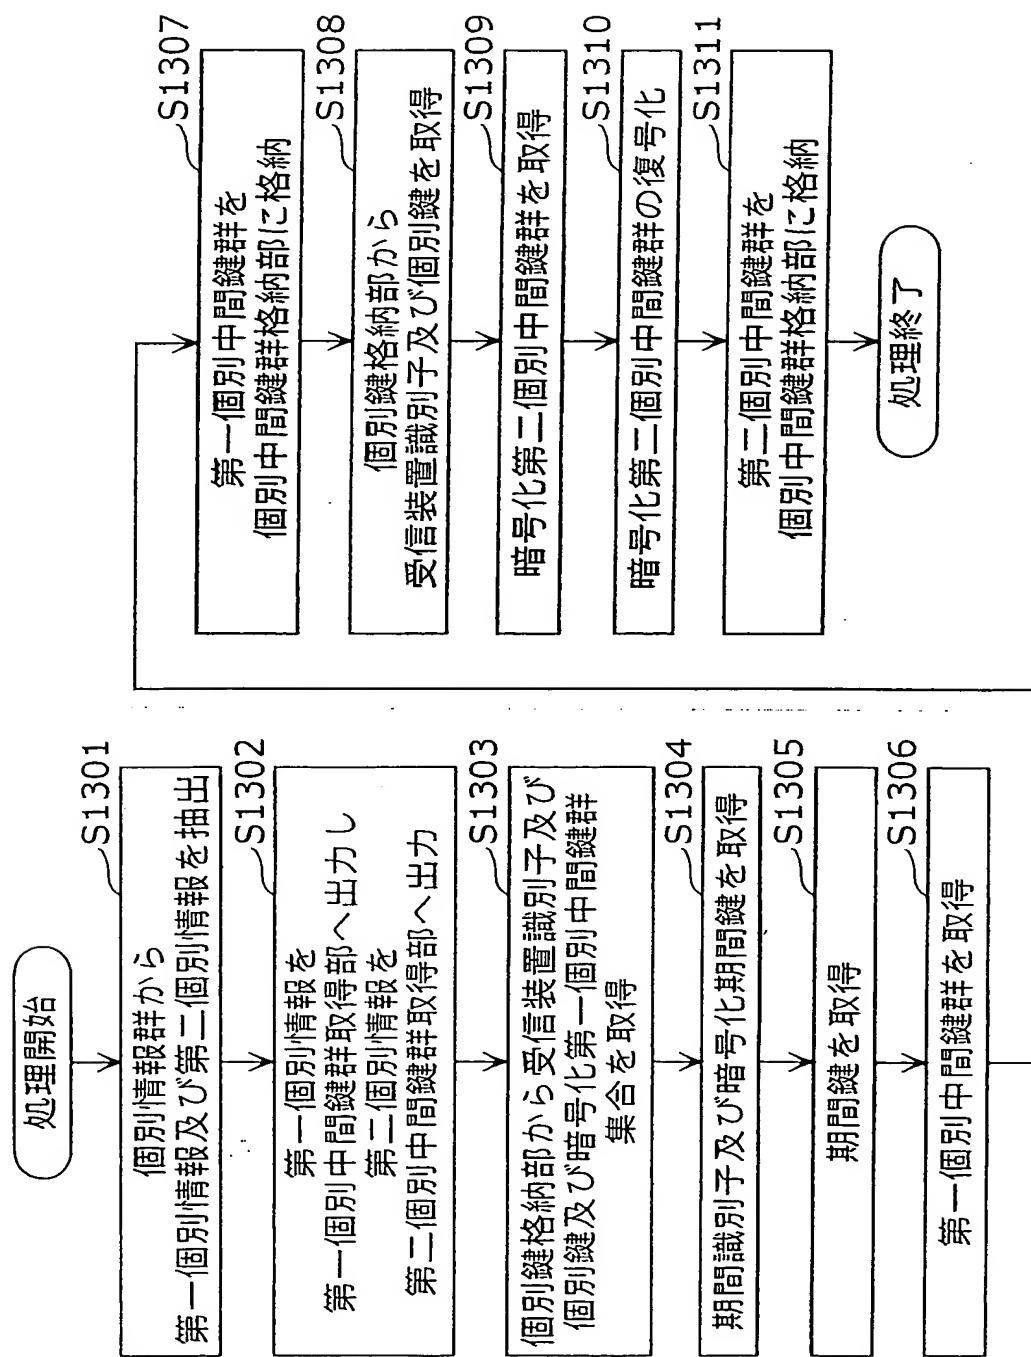 処理開始
S1301
個別情報群から
第一個別情報及び第二個別情報を抽出
S1302
第一個別情報を
第一個別中間鍵群取得部へ出力し
第二個別情報を
第二個別中間鍵群取得部へ出力
S1303
個別鍵格納部から受信装置識別子及び
個別鍵及び暗号化第一個別中間鍵群
集合を取得
S1304
期間識別子及び暗号化期間鍵を取得
S1305
期間鍵を取得
S1306
第一個別中間鍵群を取得
S1307
第一個別中間鍵群を
個別中間鍵群格納部に格納
S1308
個別鍵格納部から
受信装置識別子及び個別鍵を取得
S1309
暗号化第二個別中間鍵群を取得
S1310
暗号化第二個別中間鍵群の復号化
S1311
第二個別中間鍵群を
個別中間鍵群格納部に格納
処理終了